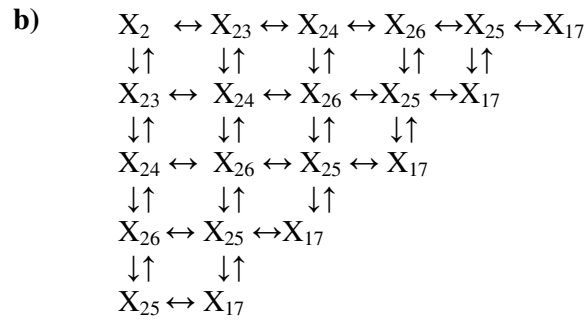 b) X₂ ↔ X₂₃ ↔ X₂₄ ↔ X₂₆ ↔ X₂₅ ↔ X₁₇
↓↑ ↓↑ ↓↑ ↓↑ ↓↑
X₂₃ ↔ X₂₄ ↔ X₂₆ ↔ X₂₅ ↔ X₁₇
↓↑ ↓↑ ↓↑ ↓↑
X₂₄ ↔ X₂₆ ↔ X₂₅ ↔ X₁₇
↓↑ ↓↑ ↓↑
X₂₆ ↔ X₂₅ ↔ X₁₇
↓↑ ↓↑
X₂₅ ↔ X₁₇